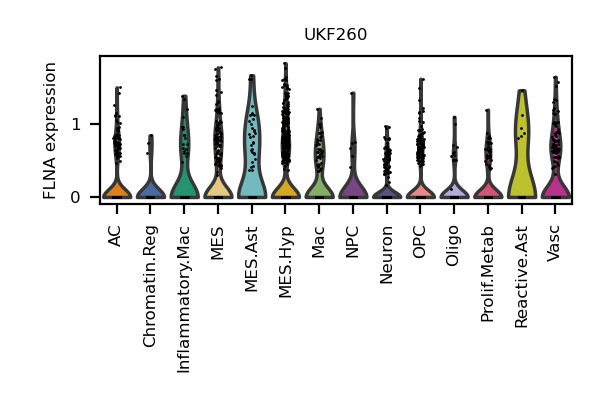 UKF260
FLNA expression
1
0
AC
Chromatin.Reg
Inflammatory.Mac
MES
MES.Ast
MES.Hyp
Mac
NPC
Neuron
OPC
Oligo
Prolif.Metab
Reactive.Ast
Vasc